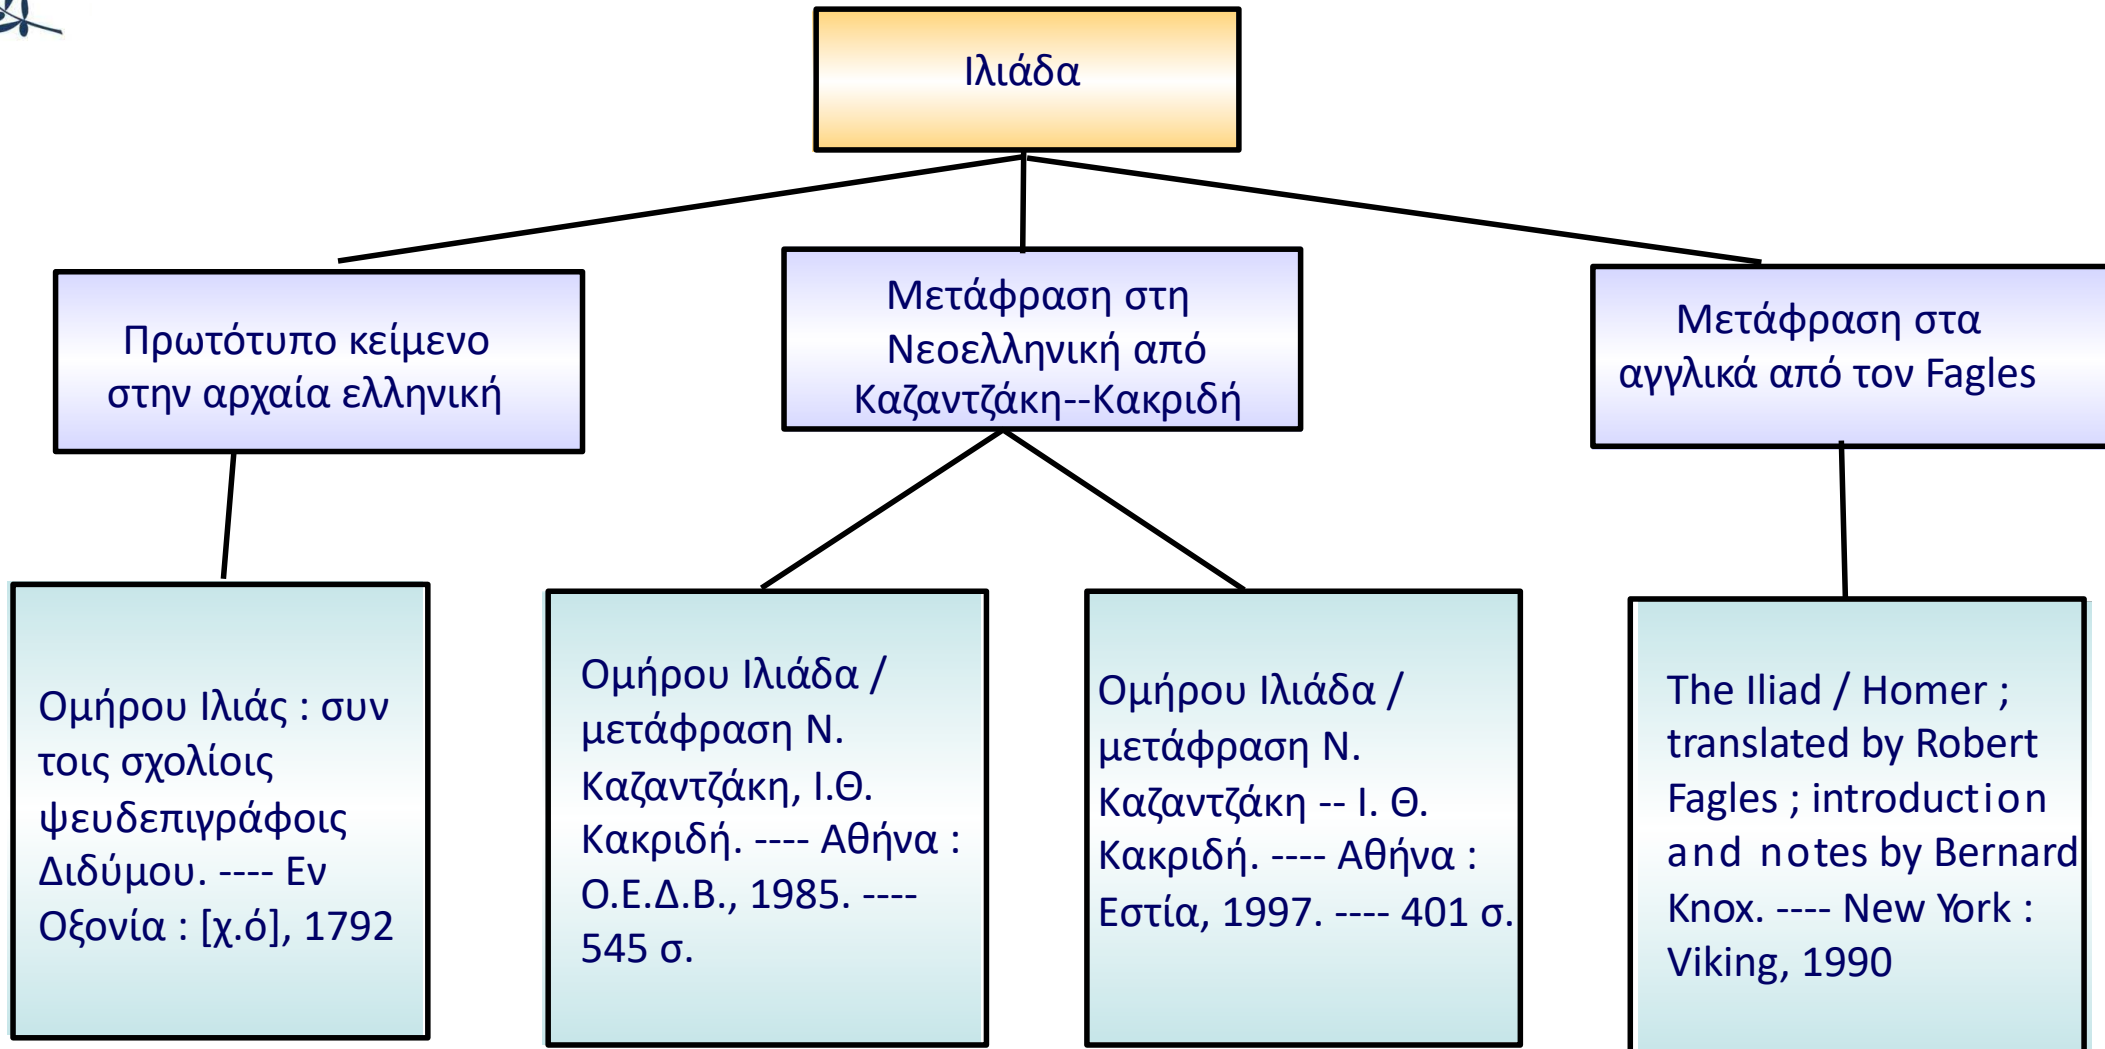 Ιλιάδα
Πρωτότυπο κείμενο
στην αρχαία ελληνική
Μετάφραση στη
Νεοελληνική από
Καζαντζάκη--Κακριδή
Μετάφραση στα
αγγλικά από τον Fagles
Ομήρου Ιλιάς : συν
τοις σχολίοις
ψευδεπιγράφοις
Διδύμου. ---- Εν
Οξονία : [χ.ό], 1792
Ομήρου Ιλιάδα /
μετάφραση Ν.
Καζαντζάκη, Ι.Θ.
Κακριδή. ---- Αθήνα :
Ο.Ε.Δ.Β., 1985. ----
545 σ.
Ομήρου Ιλιάδα /
μετάφραση Ν.
Καζαντζάκη -- Ι. Θ.
Κακριδή. ---- Αθήνα :
Εστία, 1997. ---- 401 σ.
The Iliad / Homer ;
translated by Robert
Fagles ; introduction
and notes by Bernard
Knox. ---- New York :
Viking, 1990